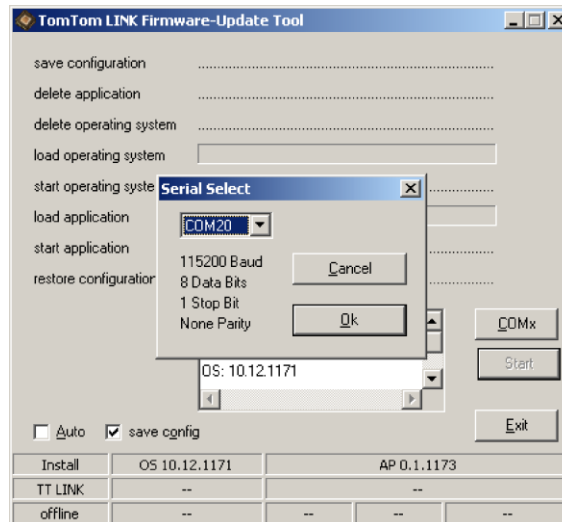 TomTom LINK Firmware-Update Tool
save configuration
delete application
delete operating system
load operating system
start operating syste
load application
start application
restore configuration
Serial Select
COM20
115200 Baud
8 Data Bits
1 Stop Bit
None Parity
Cancel
Ok
OS: 10.12.1171
COMx
Start
Exit
Auto
save config
Install OS 10.12.1171 AP 0.1.1173
TT LINK -- --
offline -- -- -- --